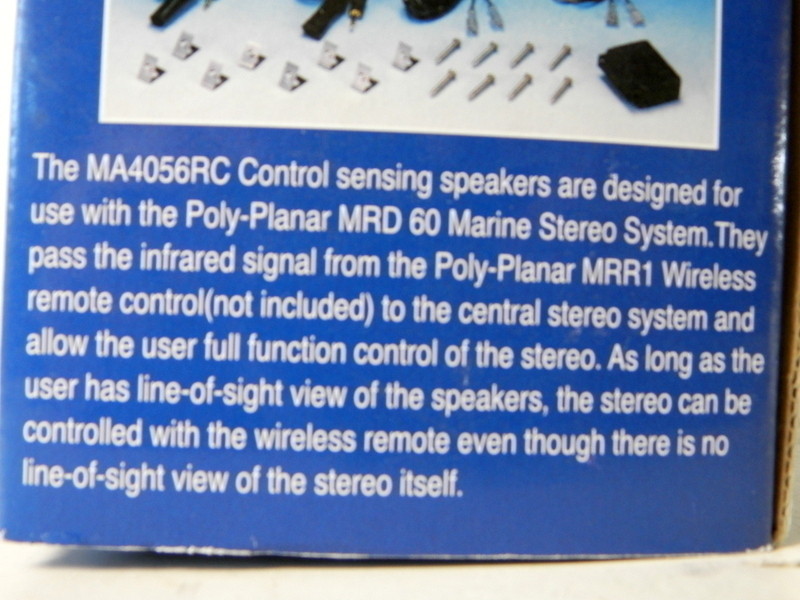 The MA4056RC Control sensing speakers are designed for
use with the Poly-Planar MRD 60 Marine Stereo System.They
pass the infrared signal from the Poly-Planar MRR1 Wireless
remote control(not included) to the central stereo system and
allow the user full function control of the stereo. As long as the
user has line-of-sight view of the speakers, the stereo can be
controlled with the wireless remote even though there is no
line-of-sight view of the stereo itself.